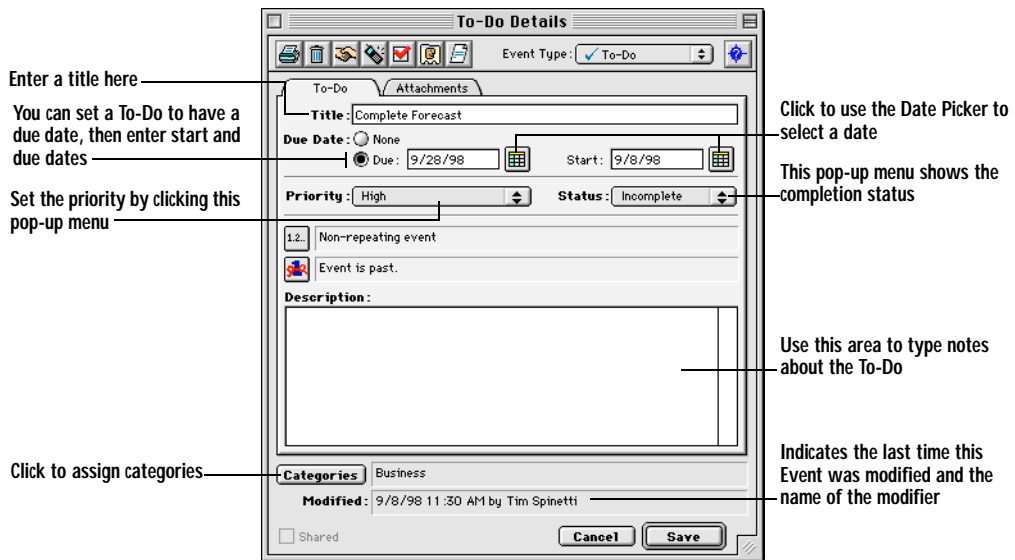 To-Do Details
Event Type: ✓ To-Do
To-Do
Attachments
Enter a title here
Title: Complete Forecast
You can set a To-Do to have a
due date, then enter start and
due dates
Due Date: None
Due: 9/28/98
Start: 9/8/98
Click to use the Date Picker to
select a date
Set the priority by clicking this
pop-up menu
Priority: High
Status: Incomplete
This pop-up menu shows the
completion status
1.2.. Non-repeating event
Event is past.
Description:
Use this area to type notes
about the To-Do
Click to assign categories
Categories Business
Modified: 9/8/98 11:30 AM by Tim Spinetti
Indicates the last time this
Event was modified and the
name of the modifier
Shared
Cancel
Save